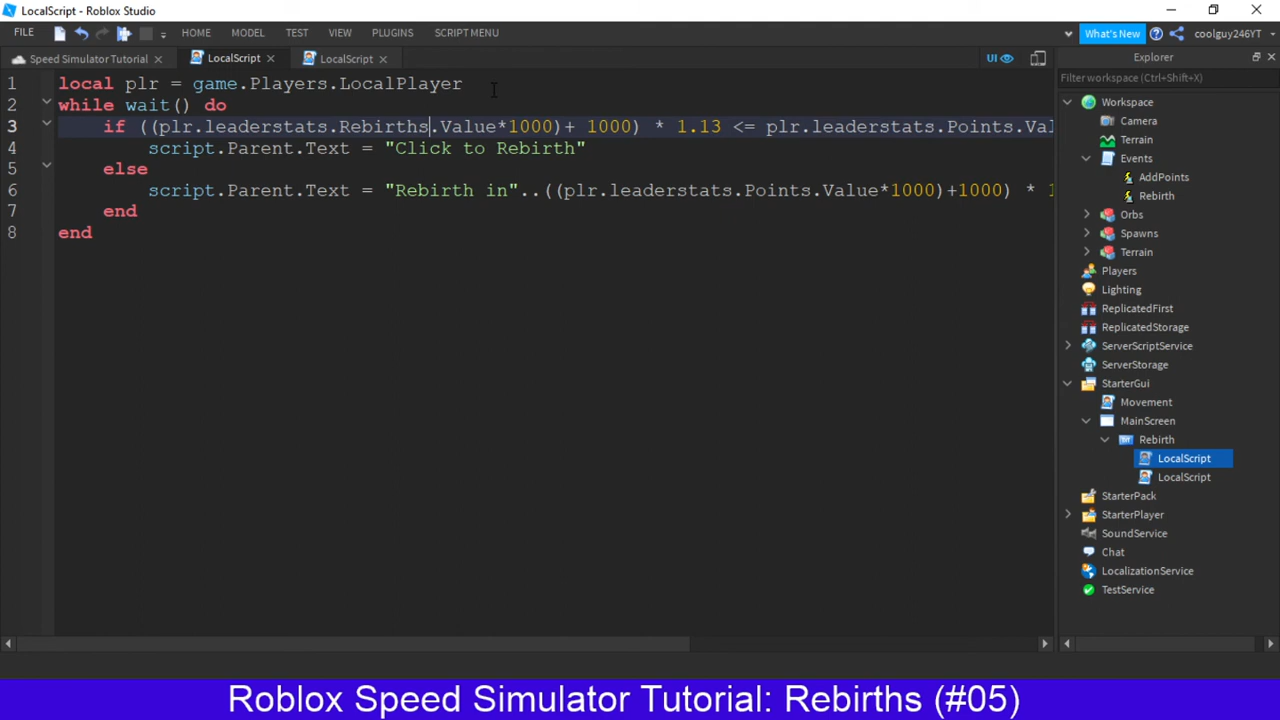 LocalScript - Roblox Studio
FILE HOME MODEL TEST VIEW PLUGINS SCRIPT MENU What's New coolguy246YT
Speed Simulator Tutorial LocalScript LocalScript UI Explorer
Filter workspace (Ctrl+Shift+X)
1 local plr = game.Players.LocalPlayer
2 while wait() do
3 if ((plr.leaderstats.Rebirths.Value*1000)+ 1000) * 1.13 <= plr.leaderstats.Points.Val
4 script.Parent.Text = "Click to Rebirth"
5 else
6 script.Parent.Text = "Rebirth in"..((plr.leaderstats.Points.Value*1000)+1000) * 1
7 end
8 end
Workspace
Camera
Terrain
Events
AddPoints
Rebirth
Orbs
Spawns
Terrain
Players
Lighting
ReplicatedFirst
ReplicatedStorage
ServerScriptService
ServerStorage
StarterGui
Movement
MainScreen
Rebirth
LocalScript
LocalScript
StarterPack
StarterPlayer
SoundService
Chat
LocalizationService
TestService
Roblox Speed Simulator Tutorial: Rebirths (#05)